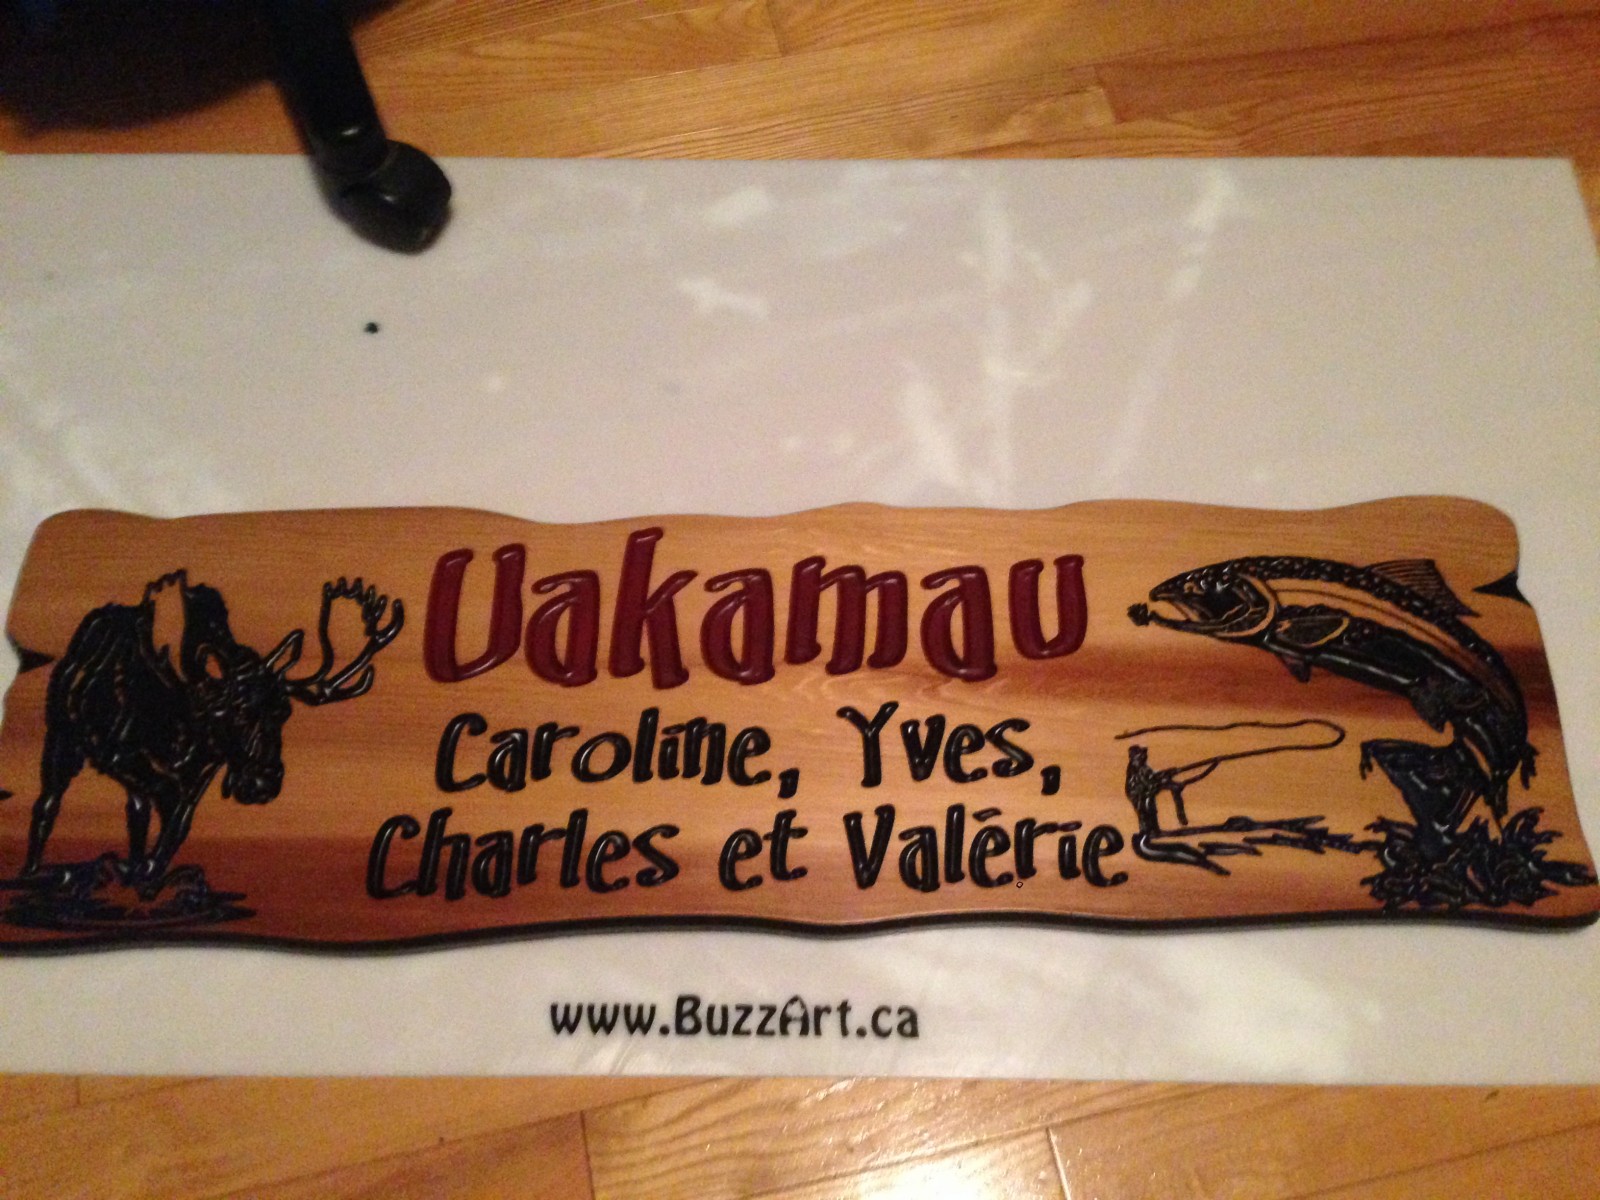 Uakamau
Caroline, Yves,
Charles et Valérie
www.BuzzArt.ca